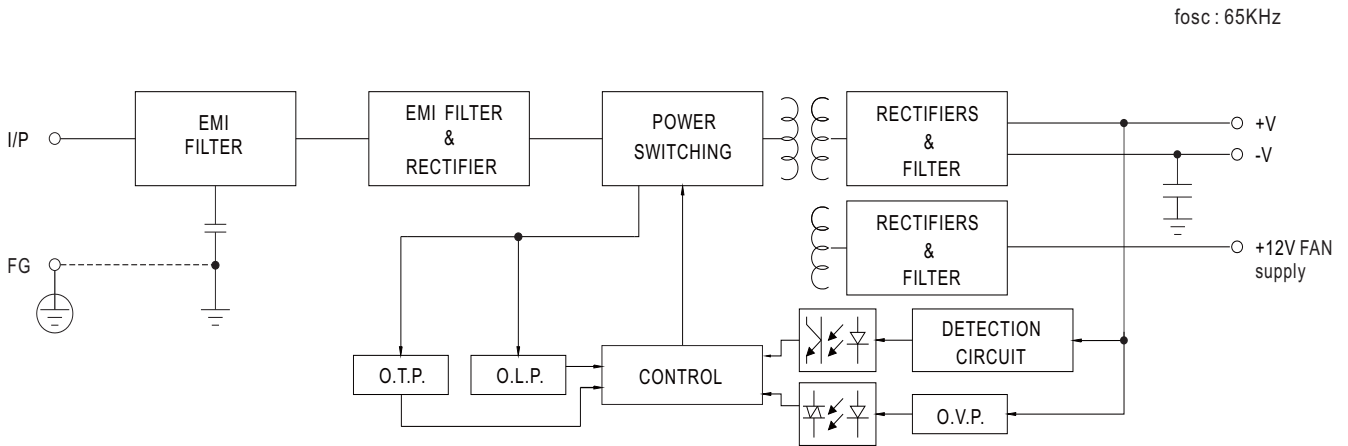 fosc : 65KHz
I/P
EMI
FILTER
EMI FILTER
&
RECTIFIER
POWER
SWITCHING
RECTIFIERS
&
FILTER
+V
-V
FG
RECTIFIERS
&
FILTER
+12V FAN
supply
O.T.P.
O.L.P.
CONTROL
DETECTION
CIRCUIT
O.V.P.